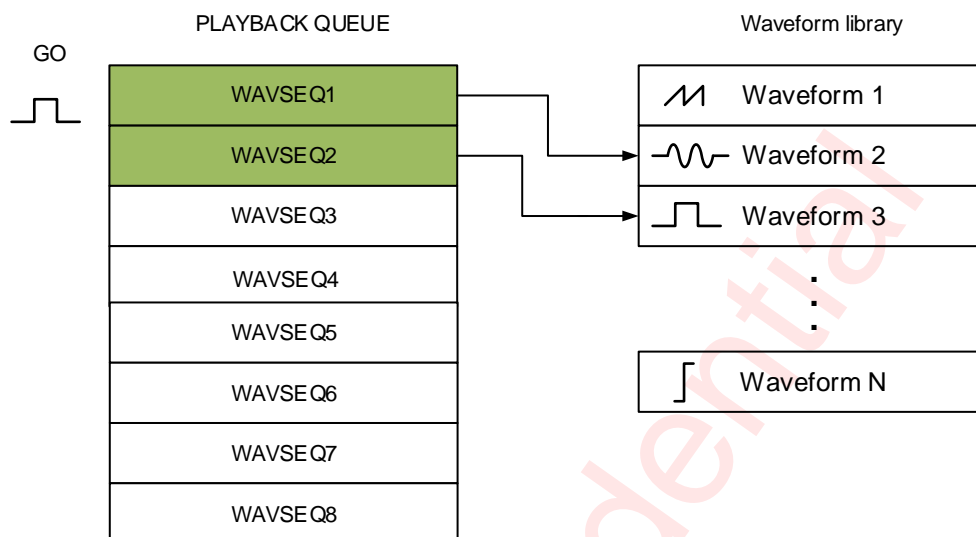 PLAYBACK QUEUE
Waveform library
GO
WAVSEQ1
WAVSEQ2
WAVSEQ3
WAVSEQ4
WAVSEQ5
WAVSEQ6
WAVSEQ7
WAVSEQ8
Waveform 1
Waveform 2
Waveform 3
Waveform N
dential